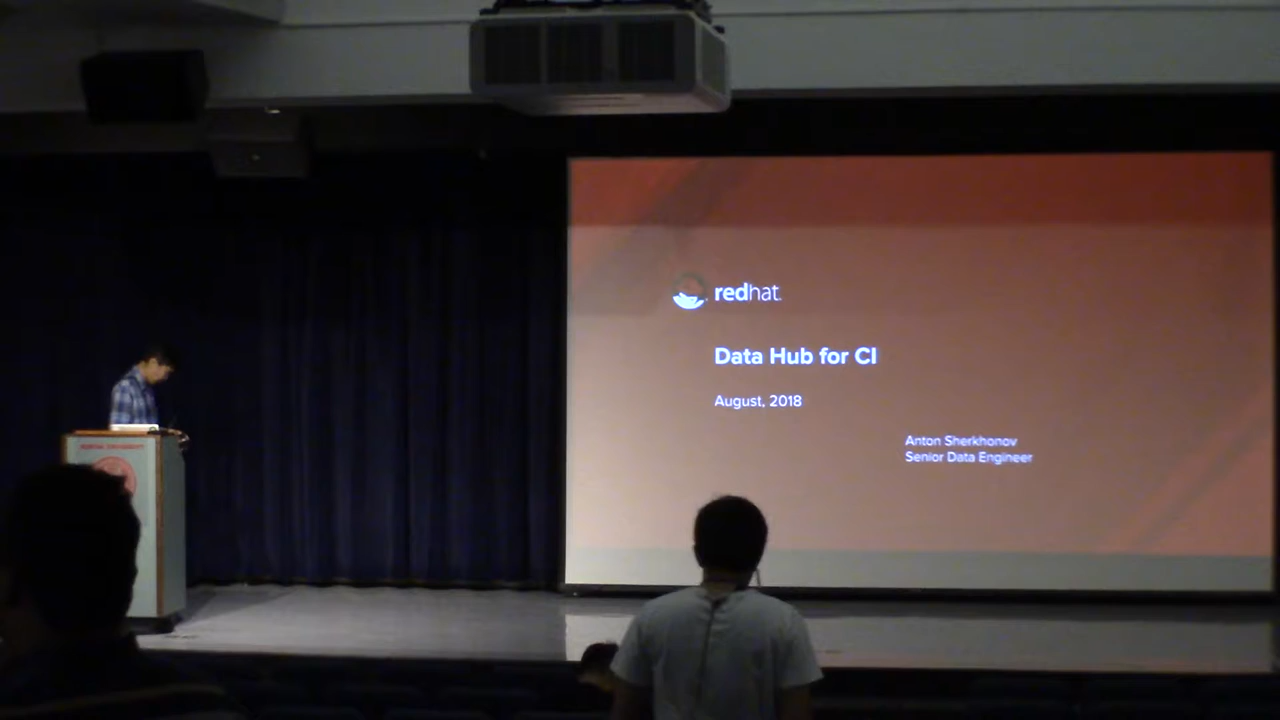 redhat.
Data Hub for CI
August, 2018
Anton Sherkhonov
Senior Data Engineer